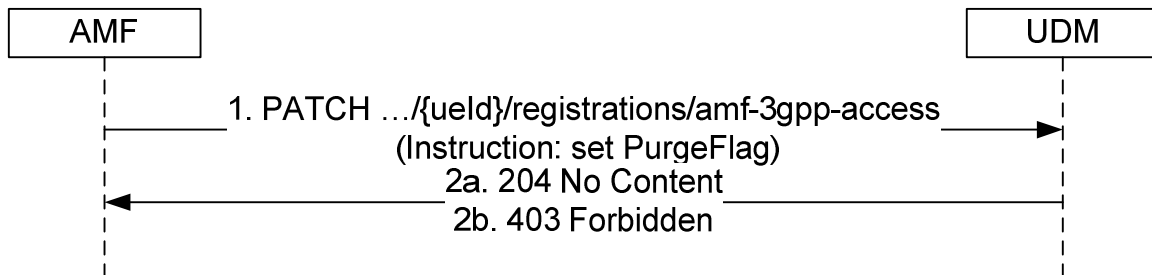 AMF
UDM
1. PATCH …/{ueId}/registrations/amf-3gpp-access
(Instruction: set PurgeFlag)
2a. 204 No Content
2b. 403 Forbidden